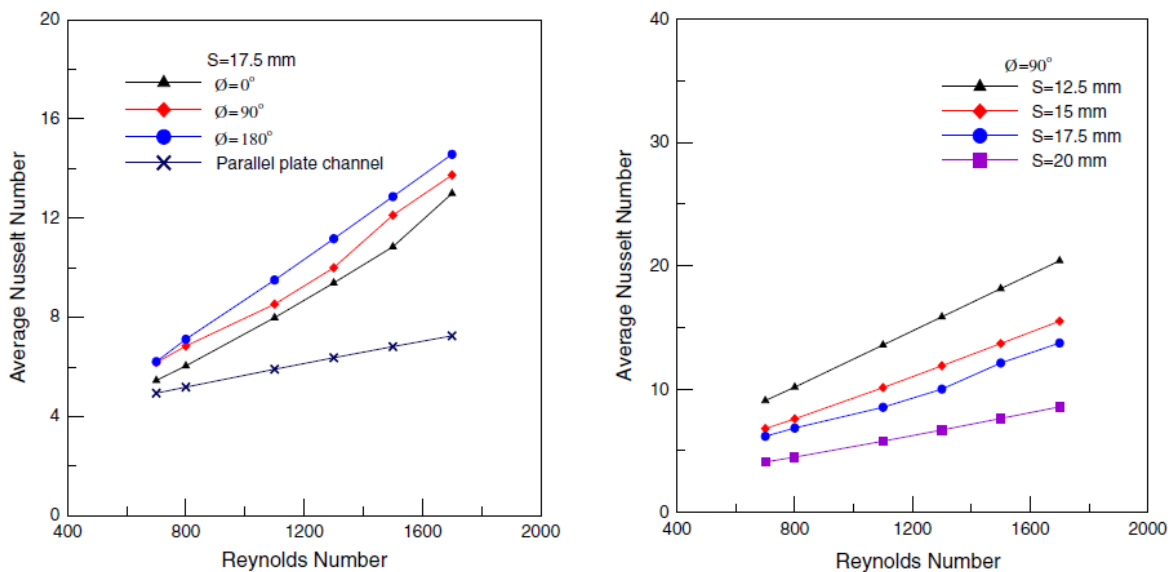 20
16
12
8
4
0
400
800
1200
1600
2000
Average Nusselt Number
Reynolds Number
S=17.5 mm
Ø=0°
Ø=90°
Ø=180°
Parallel plate channel
40
30
20
10
0
400
800
1200
1600
2000
Average Nusselt Number
Reynolds Number
Ø=90°
S=12.5 mm
S=15 mm
S=17.5 mm
S=20 mm